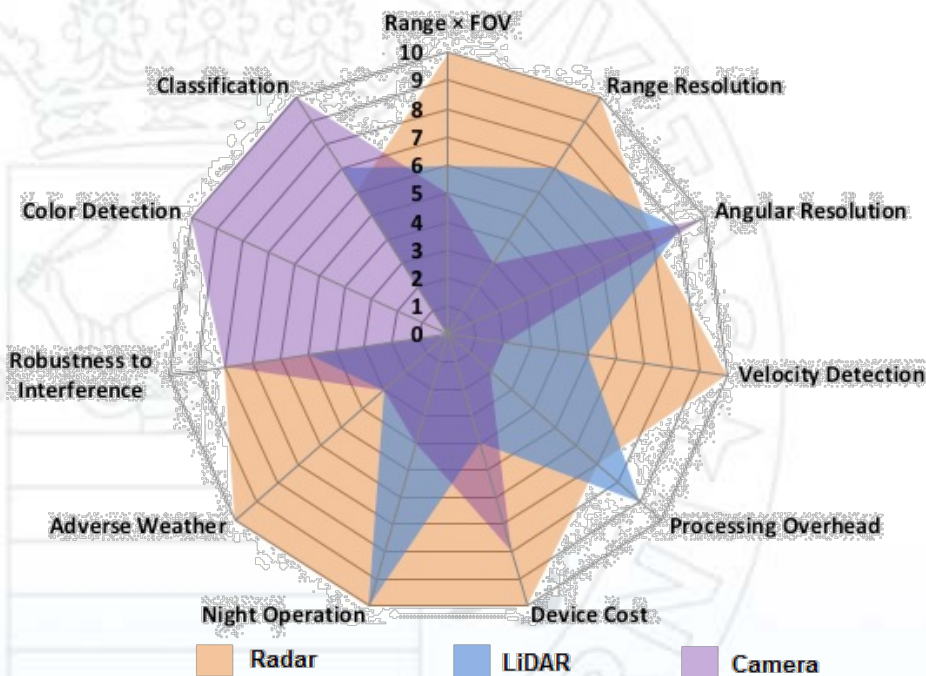 Range × FOV
10
9
8
7
6
5
4
3
2
1
0
Range Resolution
Angular Resolution
Velocity Detection
Processing Overhead
Device Cost
Night Operation
Adverse Weather
Robustness to
Interference
Color Detection
Classification
Radar
LiDAR
Camera